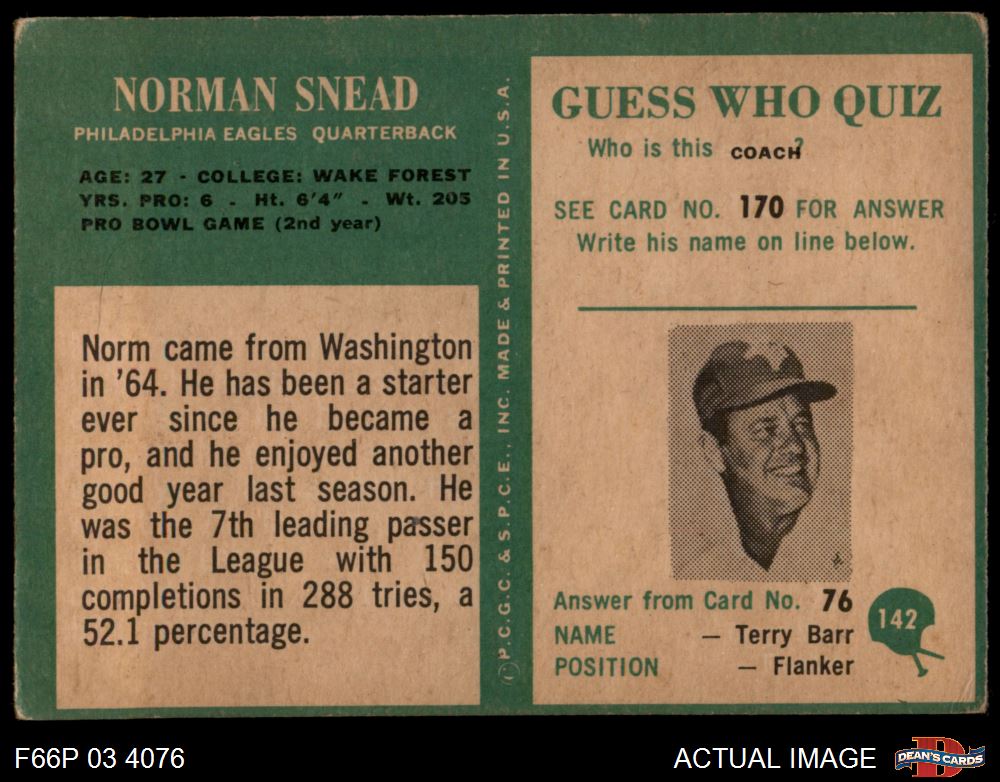 NORMAN SNEAD
PHILADELPHIA EAGLES QUARTERBACK
AGE: 27 - COLLEGE: WAKE FOREST
YRS. PRO: 6 - Ht. 6'4" - Wt. 205
PRO BOWL GAME (2nd year)
Norm came from Washington
in '64. He has been a starter
ever since he became a
pro, and he enjoyed another
good year last season. He
was the 7th leading passer
in the League with 150
completions in 288 tries, a
52.1 percentage.
©P.C.G.C. & S.P.C.E., INC. MADE & PRINTED IN U.S.A.
GUESS WHO QUIZ
Who is this COACH?
SEE CARD NO. 170 FOR ANSWER
Write his name on line below.
Answer from Card No. 76
NAME — Terry Barr
POSITION — Flanker
142
F66P 03 4076
ACTUAL IMAGE
D
DEAN'S CARDS